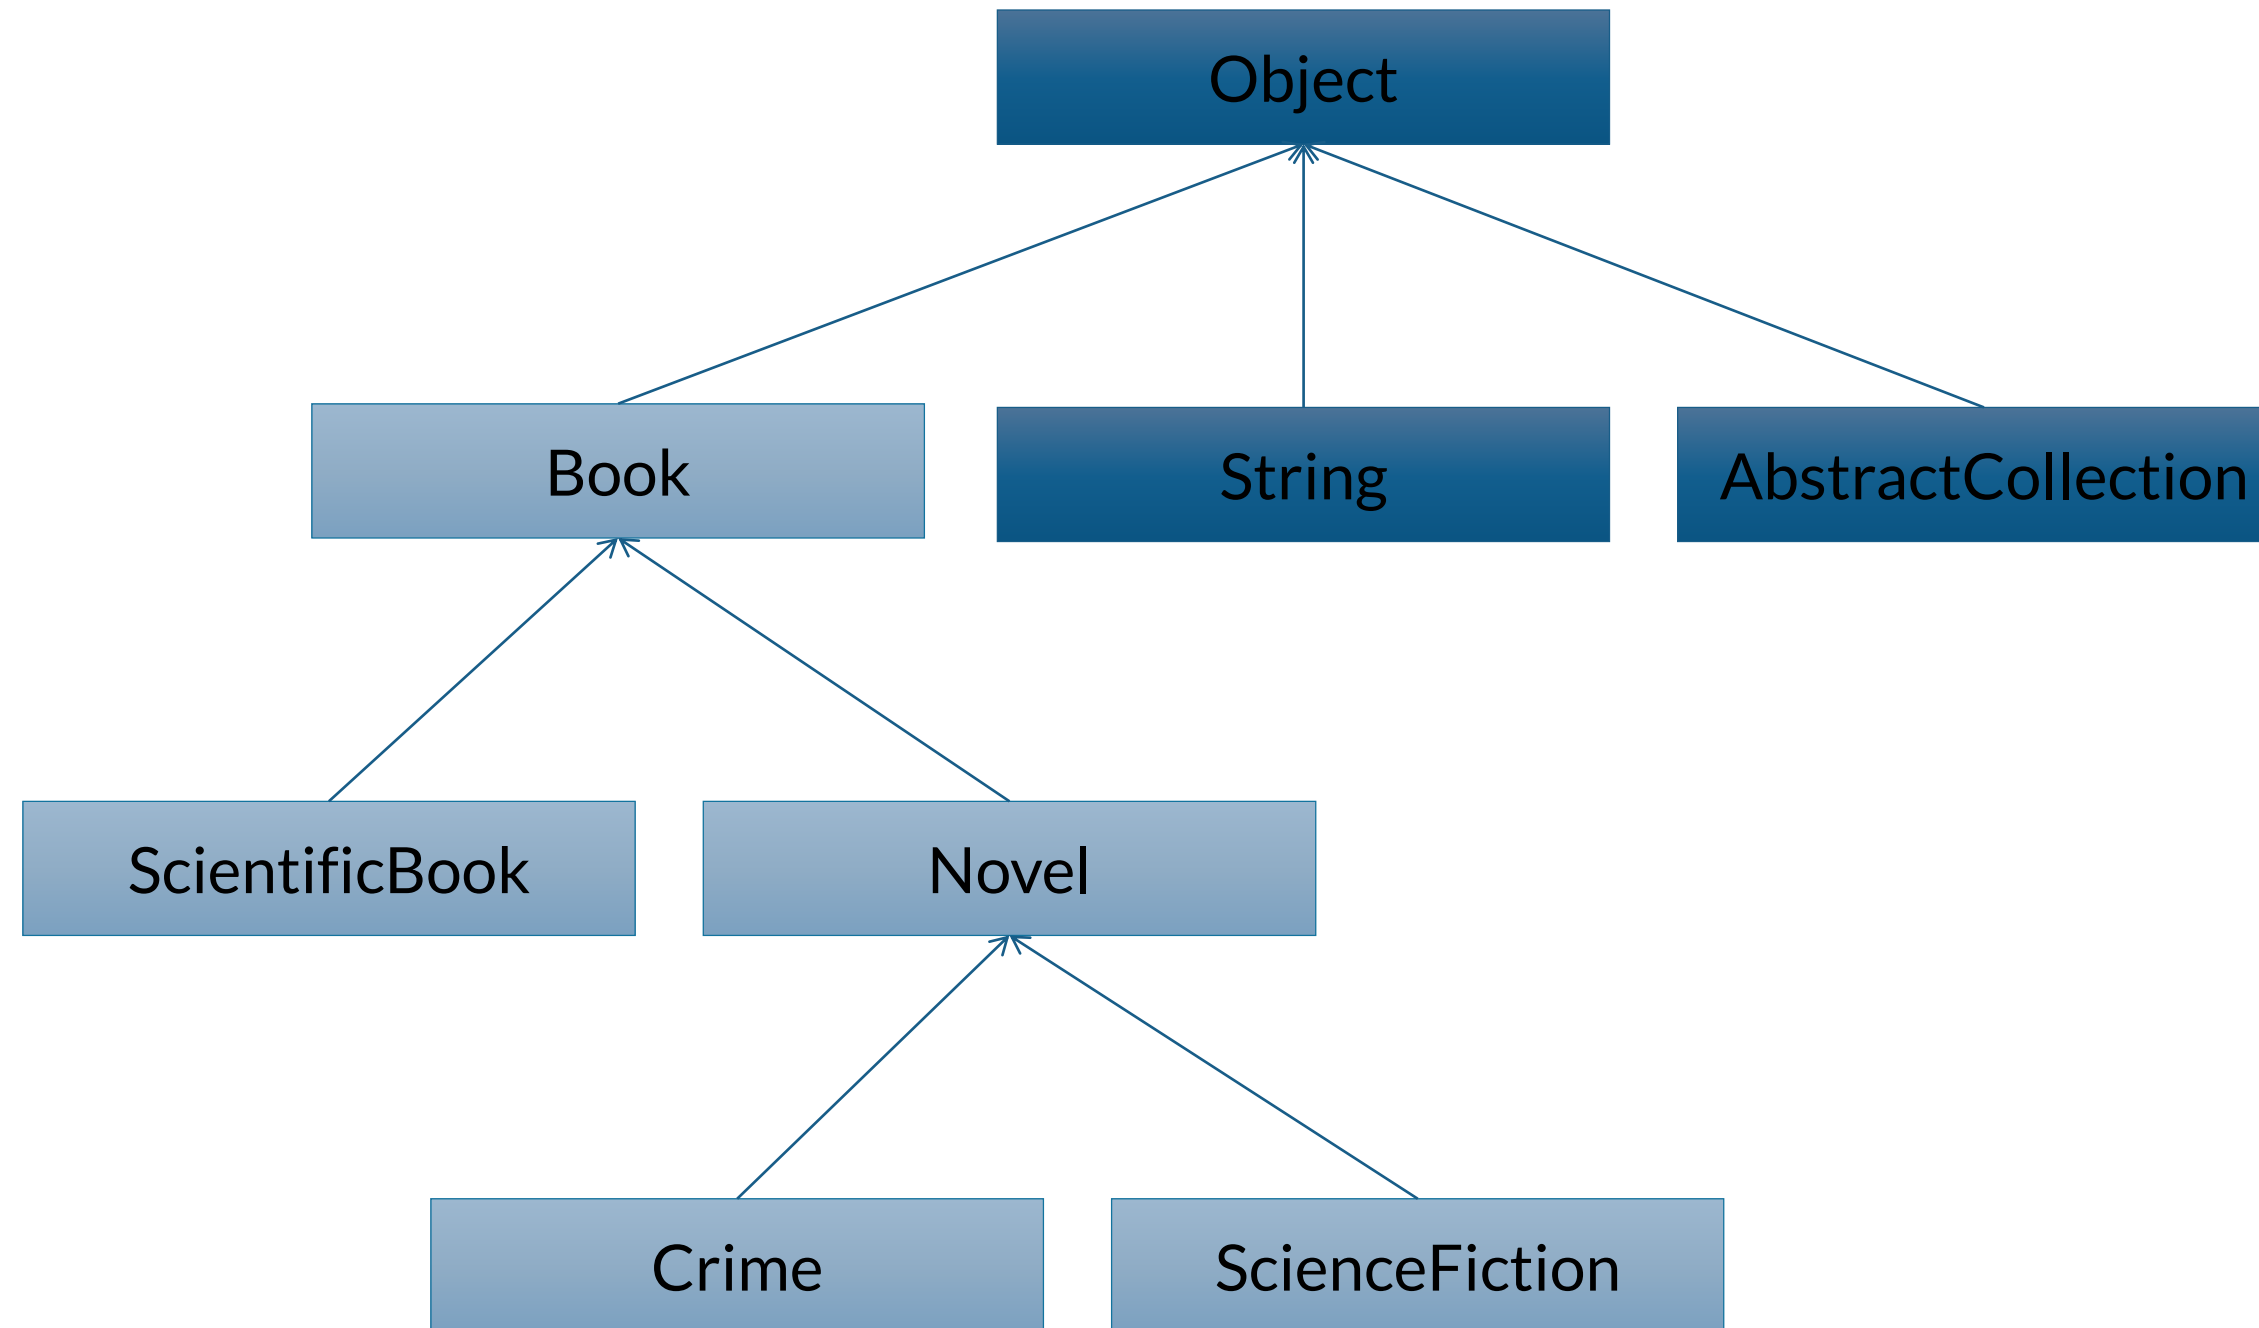 Object
Book
String
AbstractCollection
ScientificBook
Novel
Crime
ScienceFiction